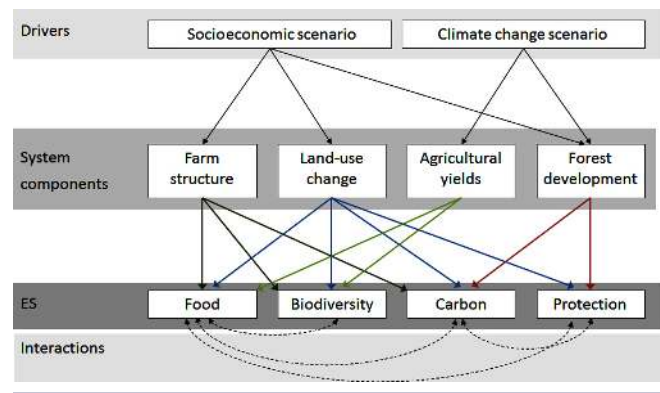 Drivers
Socioeconomic scenario
Climate change scenario
System
components
Farm
structure
Land-use
change
Agricultural
yields
Forest
development
ES
Food
Biodiversity
Carbon
Protection
Interactions